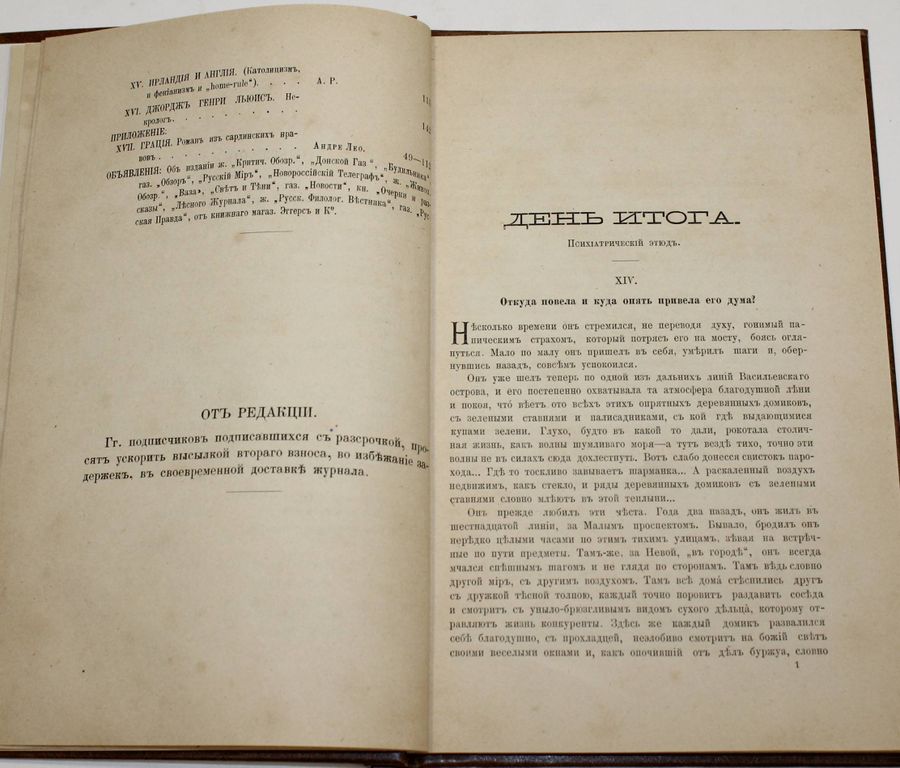 XV. ИРЛАНДІЯ И АНГЛІЯ. (Католицизмъ,
и феніанизмъ и „home-rule“). . . . А. Р.
XVI. ДЖОРДЖЪ ГЕНРИ ЛЬЮИСЪ. Не-
крологъ. . . . . . . . . . 142
ПРИЛОЖЕНІЕ:
XVII. ГРАЦІЯ. Романъ изъ сардинскихъ нра-
вовъ . . . . . . . . . . АНДРЕ ЛЕО. 49—112
ОБЪЯВЛЕНІЯ: Объ изданіи ж. „Критич. Обозр.“, „Донской Газ“, „Будильника“,
газ. „Обзоръ“, „Русскій Міръ“, „Новороссійскій Телеграфъ“, ж. „Живоп.
Обозр“, „Ваза», „Свѣтъ и Тѣни“, газ. „Новости“, кн. „Очерки и раз-
сказы“, „Лѣсного Журнала“, ж. „Русск. Филолог. Вѣстника“, газ. „Рус-
ская Правда“, отъ книжнаго магаз. Эггерсъ и К°.
ОТЪ РЕДАКЦІИ.
Гг. подписчиковъ подписавшихся съ разсрочкой, про-
сятъ ускорить высылкой втораго взноса, во избѣжаніе за-
держекъ, въ своевременной доставкѣ журнала.
ДЕНЬ ИТОГА.
ПСИХІАТРИЧЕСКІЙ ЭТЮДЪ.
XIV.
Откуда повела и куда опять привела его дума?
Нѣсколько времени онъ стремился, не переводя духу, гонимый па-
ническимъ страхомъ, который потрясъ его на мосту, боясь огля-
нуться. Мало по малу онъ пришелъ въ себя, умѣрилъ шаги и, обер-
нувшись назадъ, совсѣмъ успокоился.
Онъ уже шелъ теперь по одной изъ дальнихъ линій Васильевскаго
острова, и его постепенно охватывала та атмосфера благодушной лѣни
и покоя, что́ вѣетъ ото всѣхъ этихъ опрятныхъ деревянныхъ домиковъ,
съ зелеными ставнями и палисадниками, съ кой гдѣ выдающимися
купами зелени. Глухо, будто въ какой то дали, рокотала столич-
ная жизнь, какъ волны шумливаго моря—а тутъ вездѣ тихо, точно эти
волны не въ силахъ сюда дохлестнуть. Вотъ слабо донесся свистокъ паро-
хода... Гдѣ то тоскливо завываетъ шарманка... А раскаленный воздухъ
недвижимъ, какъ стекло, и ряды деревянныхъ домиковъ съ зелеными
ставнями словно млѣютъ въ этой теплыни...
Онъ прежде любилъ эти мѣста. Года два назадъ, онъ жилъ въ
шестнадцатой линіи, за Малымъ проспектомъ. Бывало, бродилъ онъ
нерѣдко цѣлыми часами по этимъ тихимъ улицамъ, зѣвая на встрѣч-
ные по пути предметы. Тамъ-же, за Невой, „въ городѣ“, онъ всегда
мчался спѣшнымъ шагомъ и не глядя по сторонамъ. Тамъ вѣдь словно
другой міръ, съ другимъ воздухомъ. Тамъ всѣ дома́ стѣснились другъ
съ дружкой тѣсной толпою, каждый точно поровитъ раздавить сосѣда
и смотритъ съ уныло-брюзгливымъ видомъ сухого дѣльца, которому от-
равляютъ жизнь конкуренты. Здѣсь же каждый домикъ развалился
себѣ благодушно, съ прохладцей, незлобиво смотритъ на божій свѣтъ
своими веселыми окнами и, какъ опочившій отъ дѣлъ буржуа, словно
1